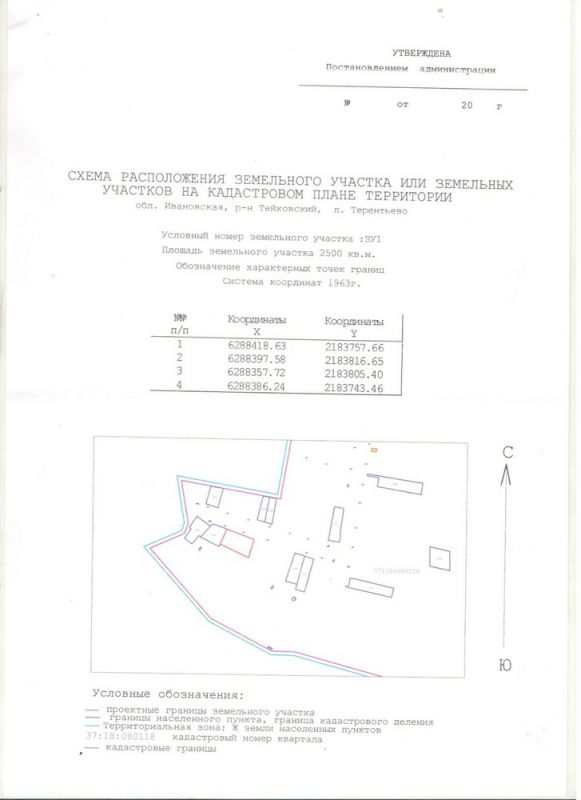 УТВЕРЖДЕНА
Постановлением администрации
№ от 20 г
СХЕМА РАСПОЛОЖЕНИЯ ЗЕМЕЛЬНОГО УЧАСТКА ИЛИ ЗЕМЕЛЬНЫХ
УЧАСТКОВ НА КАДАСТРОВОМ ПЛАНЕ ТЕРРИТОРИИ
обл. Ивановская, р-н Тейковский, д. Терентьево
Условный номер земельного участка :ЗУ1
Площадь земельного участка 2500 кв.м.
Обозначение характерных точек границ
Система координат 1963г.
№№ Координаты Координаты
п/п X Y
1 6288418.63 2183757.66
2 6288397.58 2183816.65
3 6288357.72 2183805.40
4 6288386.24 2183743.46
С
37:18:080118
Ю
Условные обозначения:
проектные границы земельного участка
границы населенного пункта, граница кадастрового деления
Территориальная зона: Ж земли населенных пунктов
37:18:080118 кадастровый номер квартала
кадастровые границы